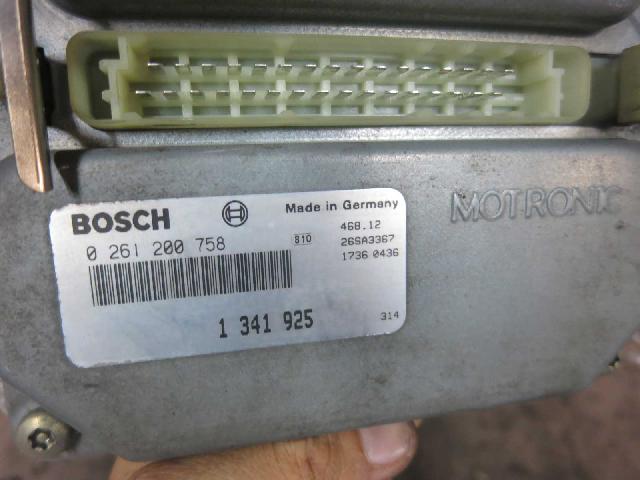 MOTRONIC
BOSCH
Made in Germany
0 261 200 758
810
468.12
26SA3367
1736 0436
1 341 925
314